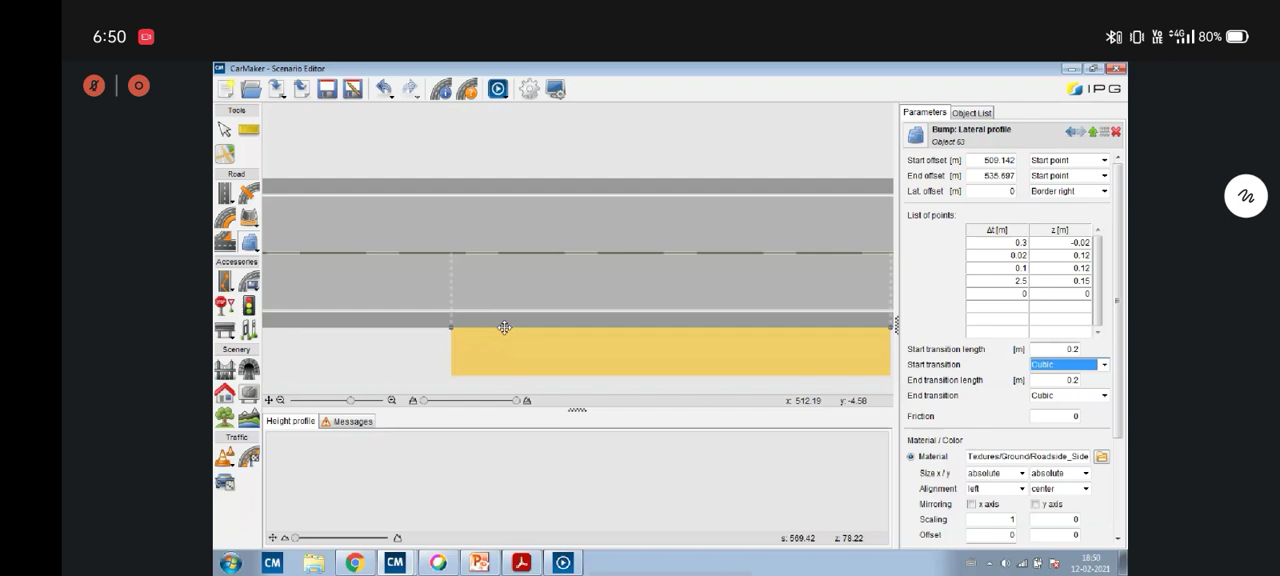 6:50
VO LTE 4G 80%
CarMaker - Scenario Editor
IPG
Tools
Road
Accessories
STOP
Scenery
Traffic
x: 512.19 y: -4.58
Height profile Messages
s: 569.42 z: 78.22
Parameters Object List
Bump: Lateral profile
Object 63
Start offset [m] 509.142 Start point
End offset [m] 535.697 Start point
Lat. offset [m] 0 Border right
List of points:
Δt [m] z [m]
0.3 -0.02
0.02 0.12
0.1 0.12
2.5 0.15
0 0
Start transition length [m] 0.2
Start transition Cubic
End transition length [m] 0.2
End transition Cubic
Friction 0
Material / Color
Material Textures/Ground/Roadside_Side
Size x / y absolute absolute
Alignment left center
Mirroring x axis y axis
Scaling 1 0
Offset 0 0
CM CM
18:50
12-02-2021